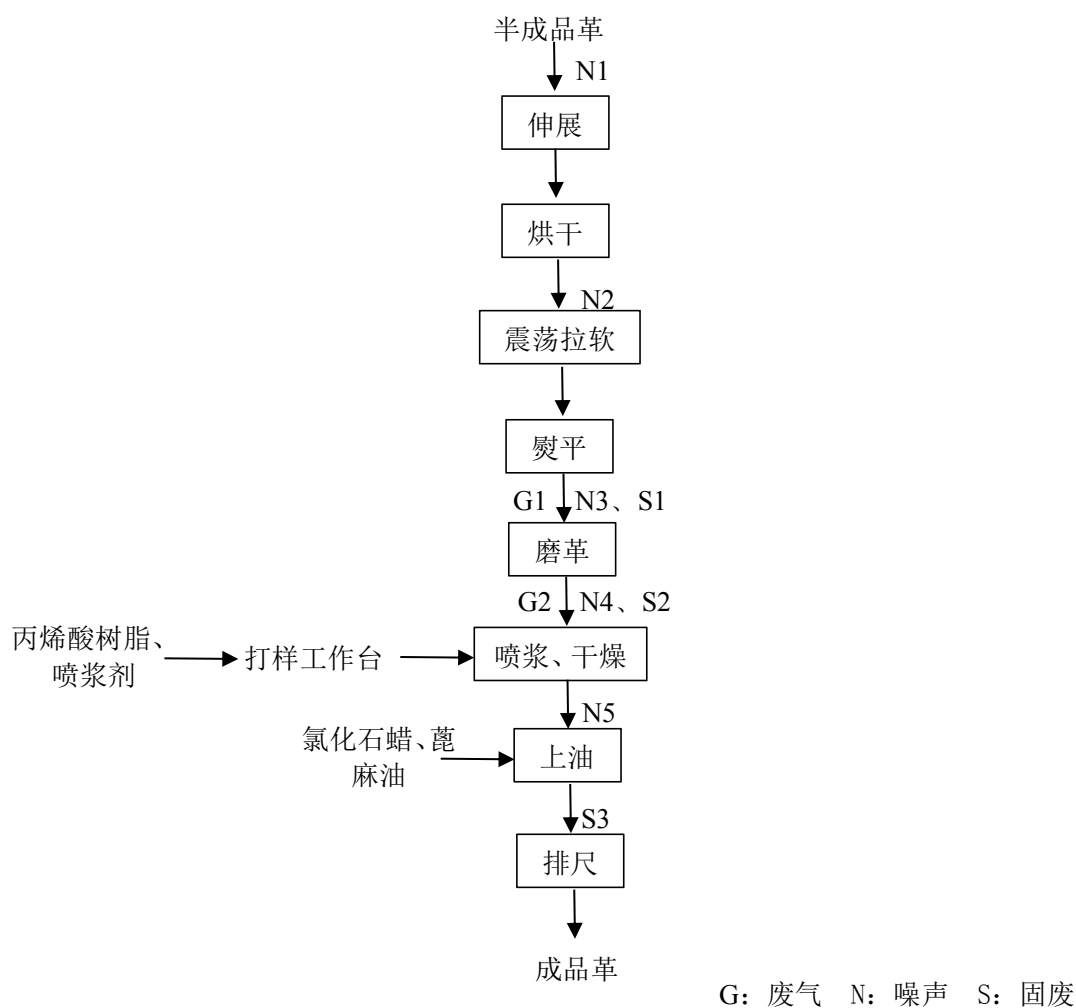 半成品革
N1
伸展
烘干
N2
震荡拉软
熨平
G1 N3、S1
磨革
G2 N4、S2
丙烯酸树脂、
喷浆剂
打样工作台
喷浆、干燥
N5
氯化石蜡、蓖
麻油
上油
S3
排尺
成品革
G: 废气 N: 噪声 S: 固废